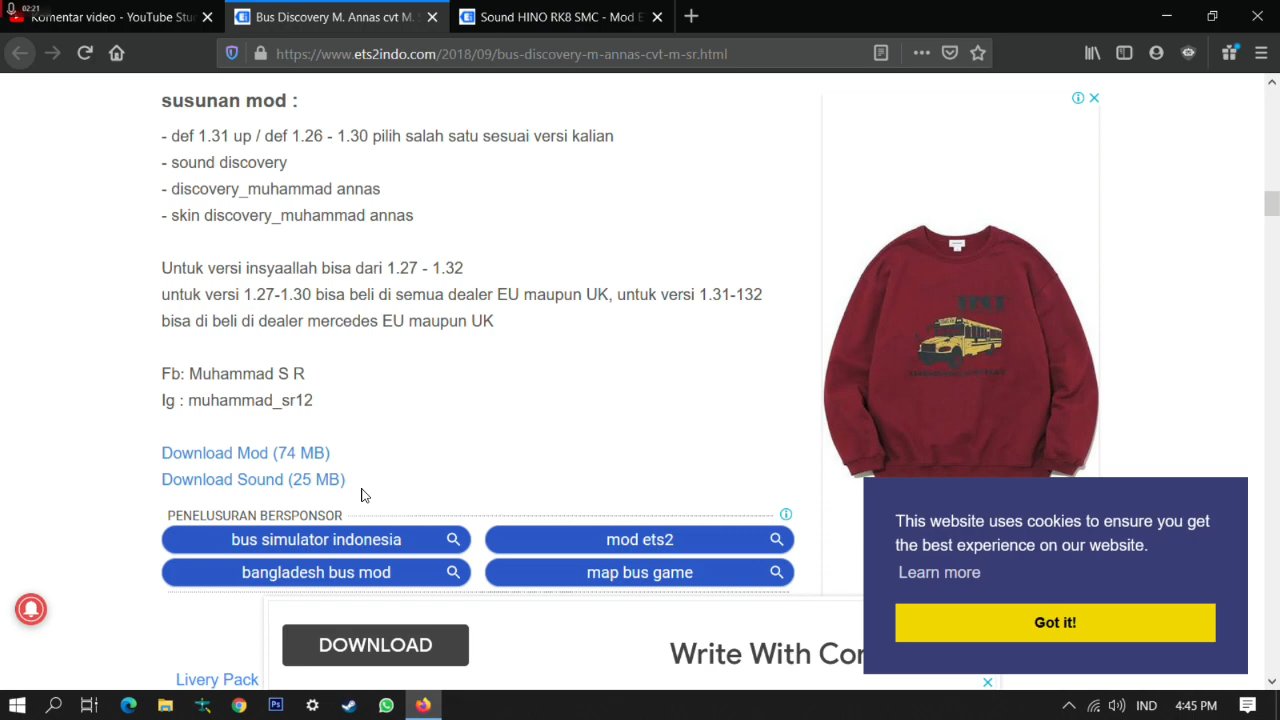 02:21
Komentar video - YouTube Stu
Bus Discovery M. Annas cvt M.
Sound HINO RK8 SMC - Mod E
https://www.ets2indo.com/2018/09/bus-discovery-m-annas-cvt-m-sr.html
susunan mod :
- def 1.31 up / def 1.26 - 1.30 pilih salah satu sesuai versi kalian
- sound discovery
- discovery_muhammad annas
- skin discovery_muhammad annas
Untuk versi insyaallah bisa dari 1.27 - 1.32
untuk versi 1.27-1.30 bisa beli di semua dealer EU maupun UK, untuk versi 1.31-132
bisa di beli di dealer mercedes EU maupun UK
Fb: Muhammad S R
Ig : muhammad_sr12
Download Mod (74 MB)
Download Sound (25 MB)
PENELUSURAN BERSPONSOR
bus simulator indonesia
mod ets2
bangladesh bus mod
map bus game
This website uses cookies to ensure you get
the best experience on our website.
Learn more
Got it!
DOWNLOAD
Write With Con
Livery Pack
Ps
IND
4:45 PM